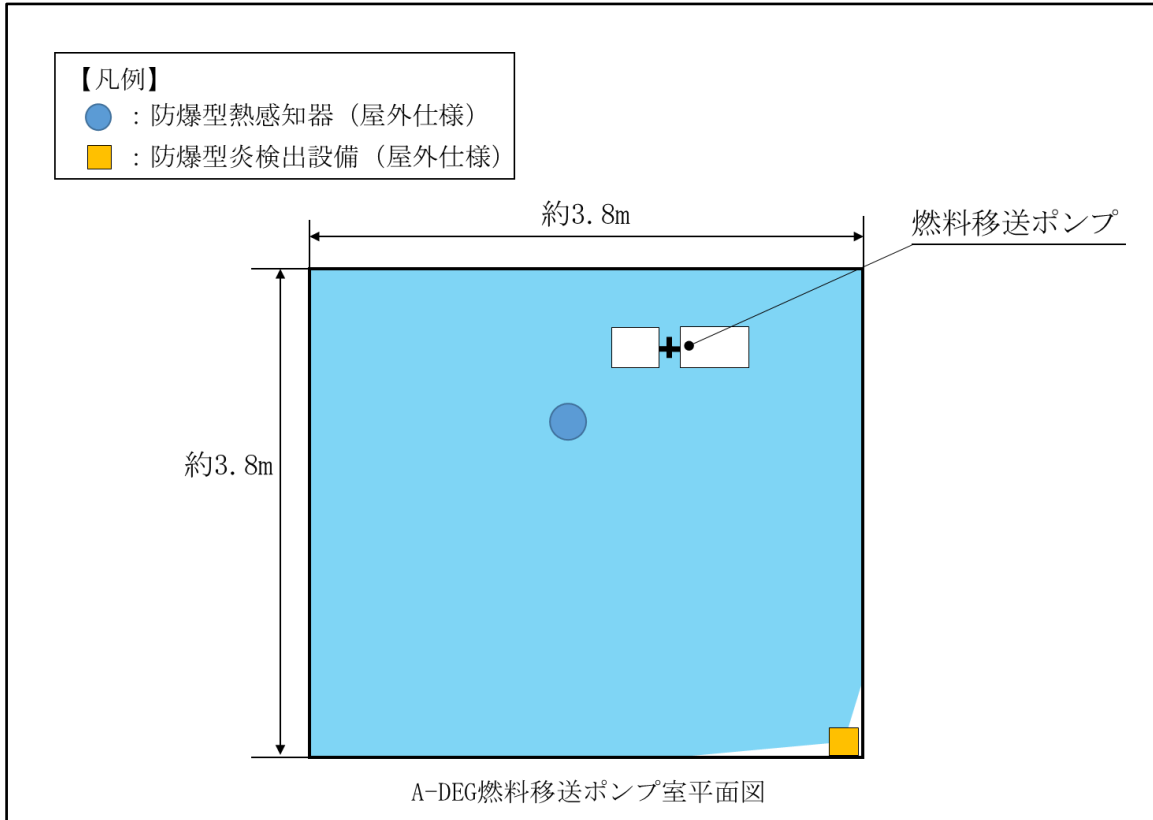 【凡例】
：防爆型熱感知器（屋外仕様）
：防爆型炎検出設備（屋外仕様）
約3.8m
燃料移送ポンプ
約3.8m
A-DEG燃料移送ポンプ室平面図